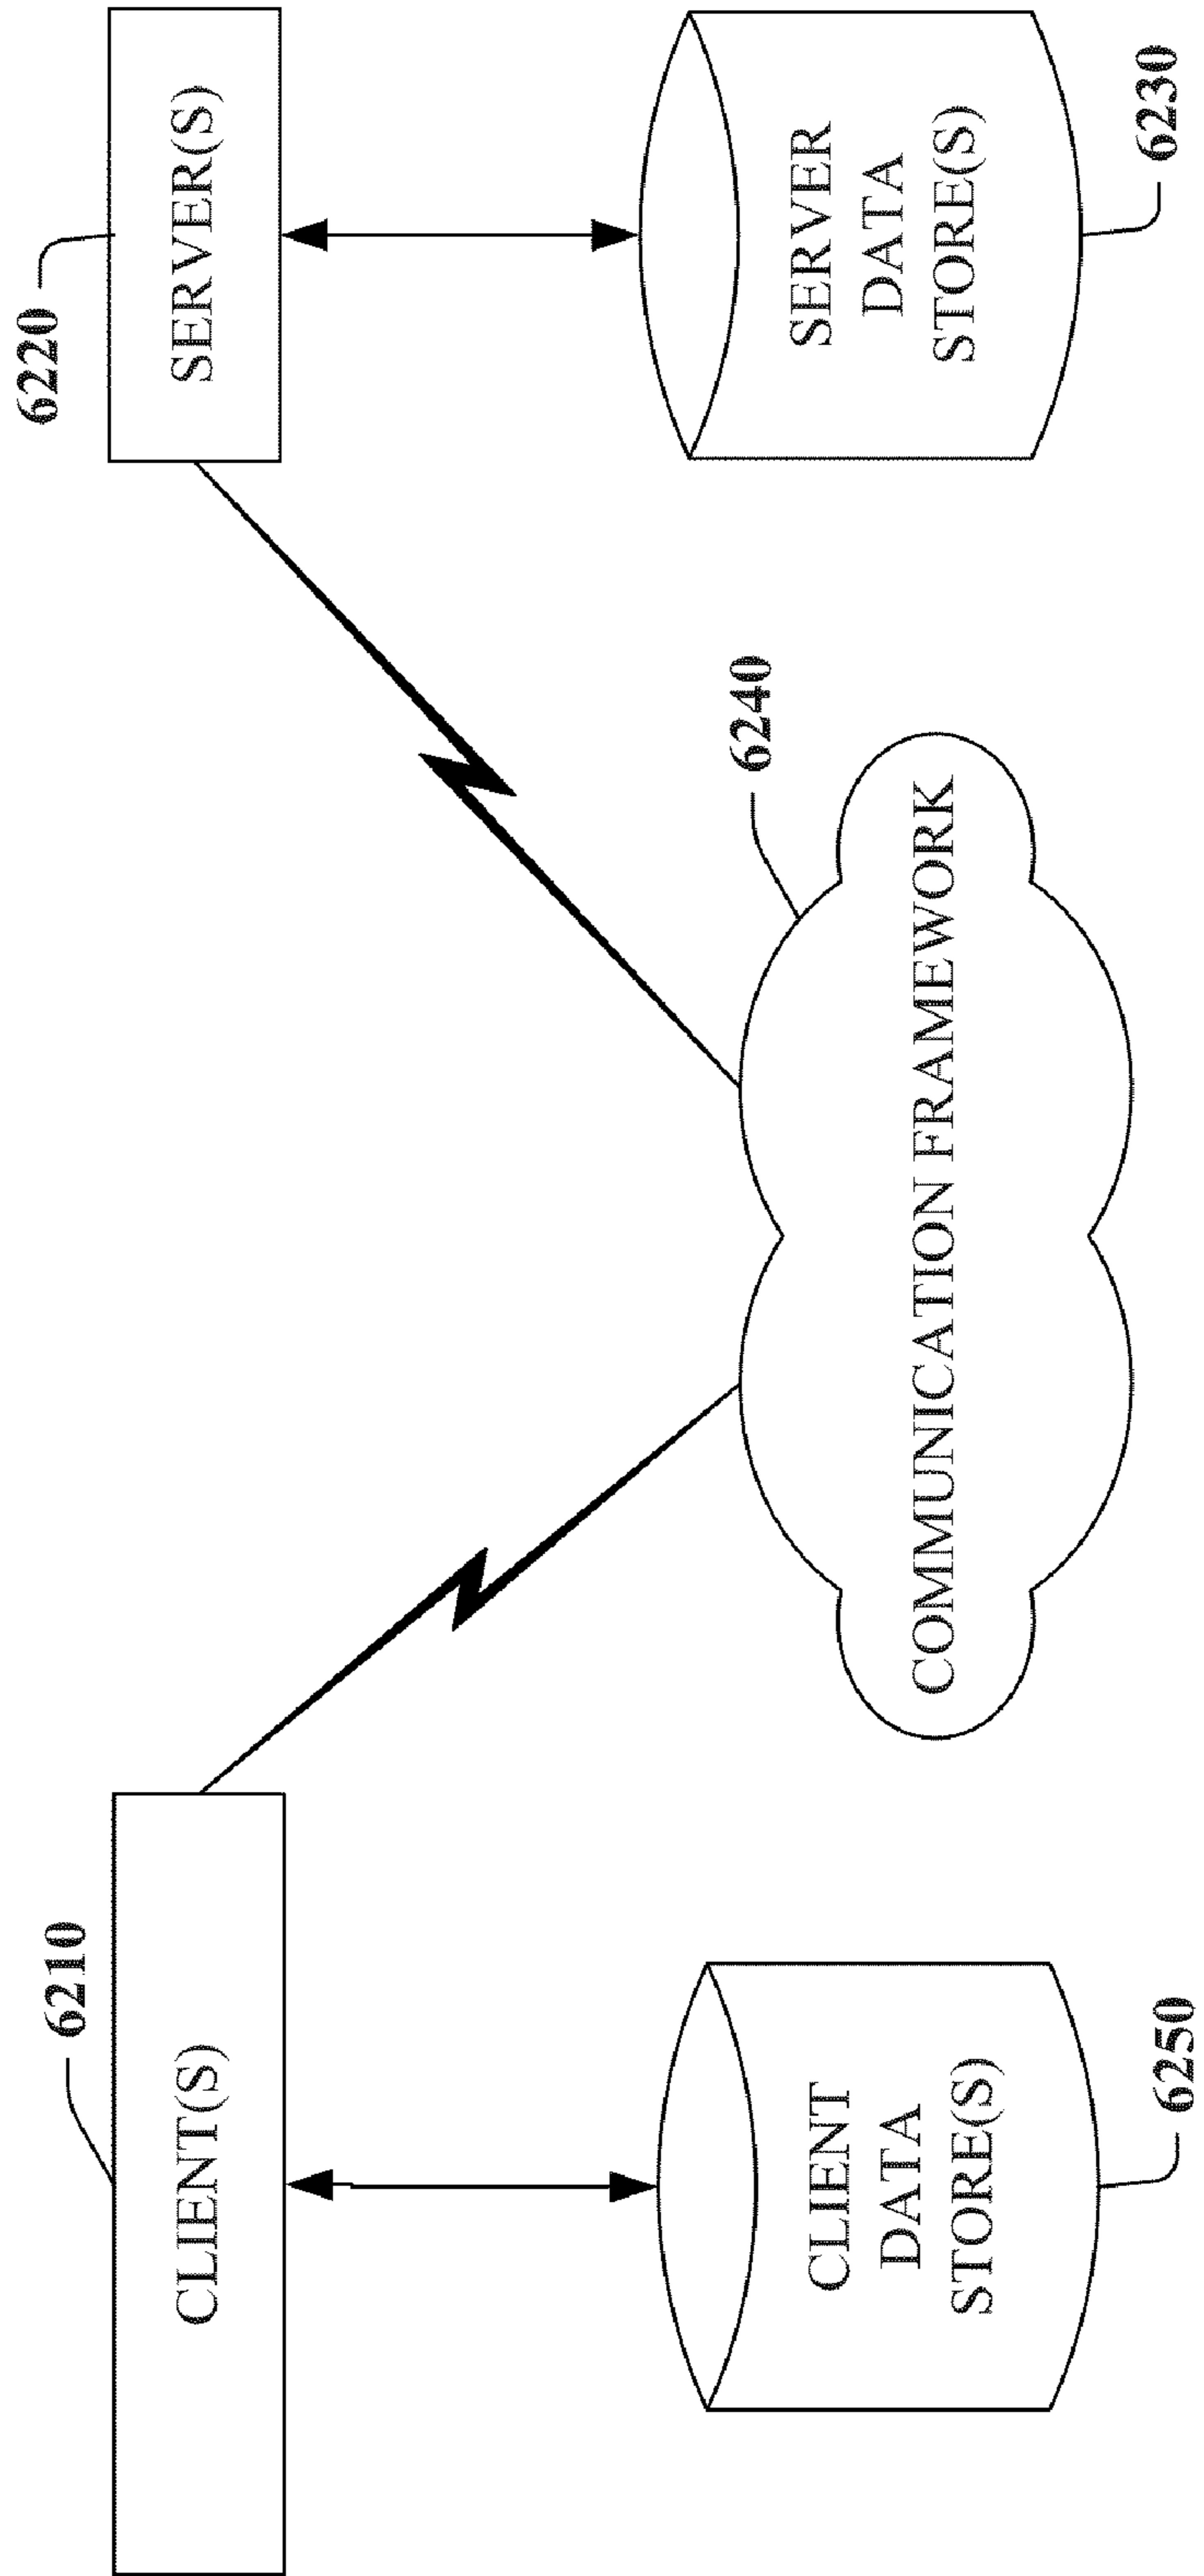 6210
CLIENT(S)
6220
SERVER(S)
6240
COMMUNICATION FRAMEWORK
CLIENT
DATA
STORE(S)
6250
SERVER
DATA
STORE(S)
6230